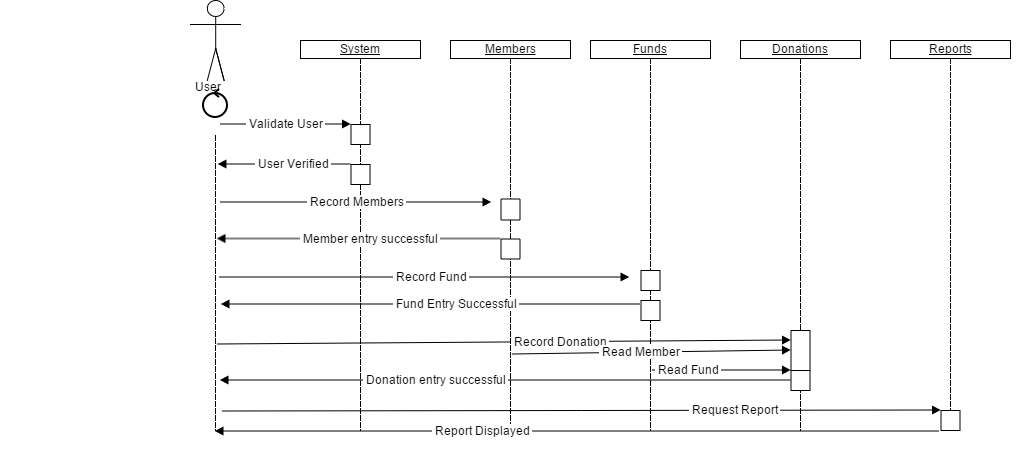 User
System
Members
Funds
Donations
Reports
Validate User
User Verified
Record Members
Member entry successful
Record Fund
Fund Entry Successful
Record Donation
Read Member
Read Fund
Donation entry successful
Request Report
Report Displayed